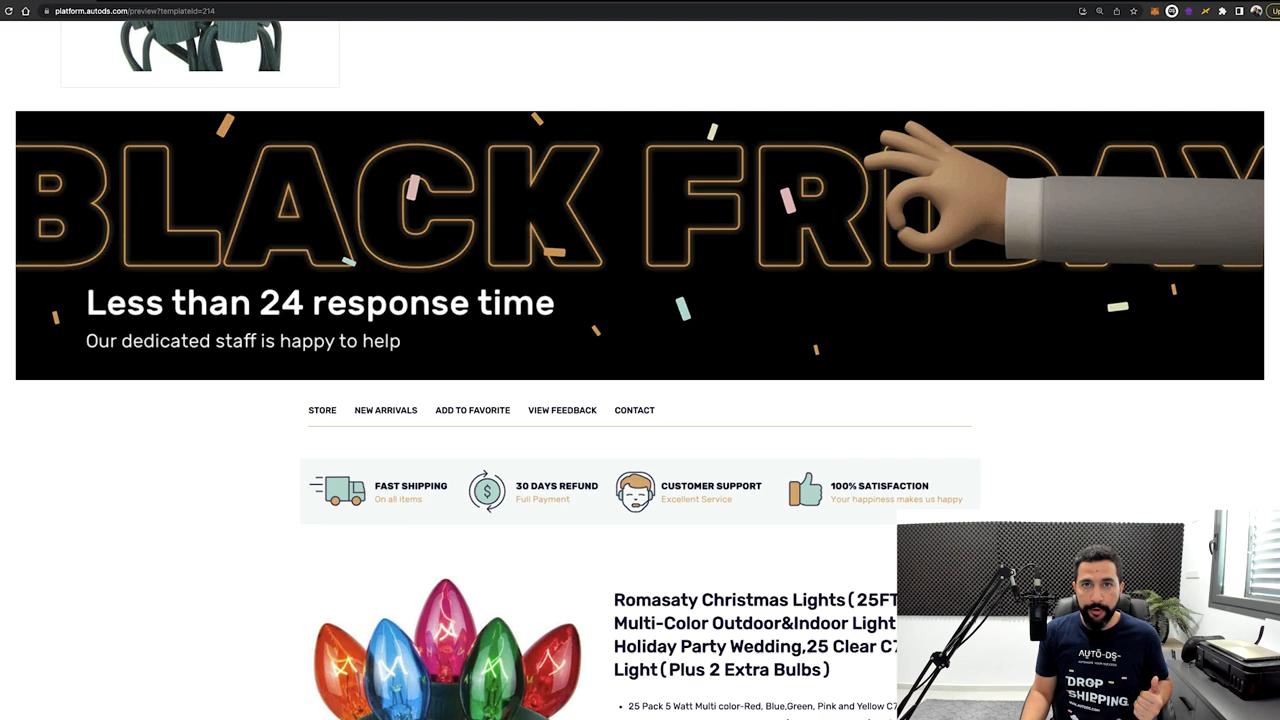 platform.autods.com/preview?templateId=214
BLACK FRIDAY
Less than 24 response time
Our dedicated staff is happy to help
STORE NEW ARRIVALS ADD TO FAVORITE VIEW FEEDBACK CONTACT
FAST SHIPPING
On all items
30 DAYS REFUND
Full Payment
CUSTOMER SUPPORT
Excellent Service
100% SATISFACTION
Your happiness makes us happy
Romasaty Christmas Lights(25FT
Multi-Color Outdoor&Indoor Light
Holiday Party Wedding,25 Clear C7
Light(Plus 2 Extra Bulbs)
• 25 Pack 5 Watt Multi color-Red, Blue,Green, Pink and Yellow C7
AUTO-DS
AUTOMATE YOUR SUCCESS
DROP
SHIPPING